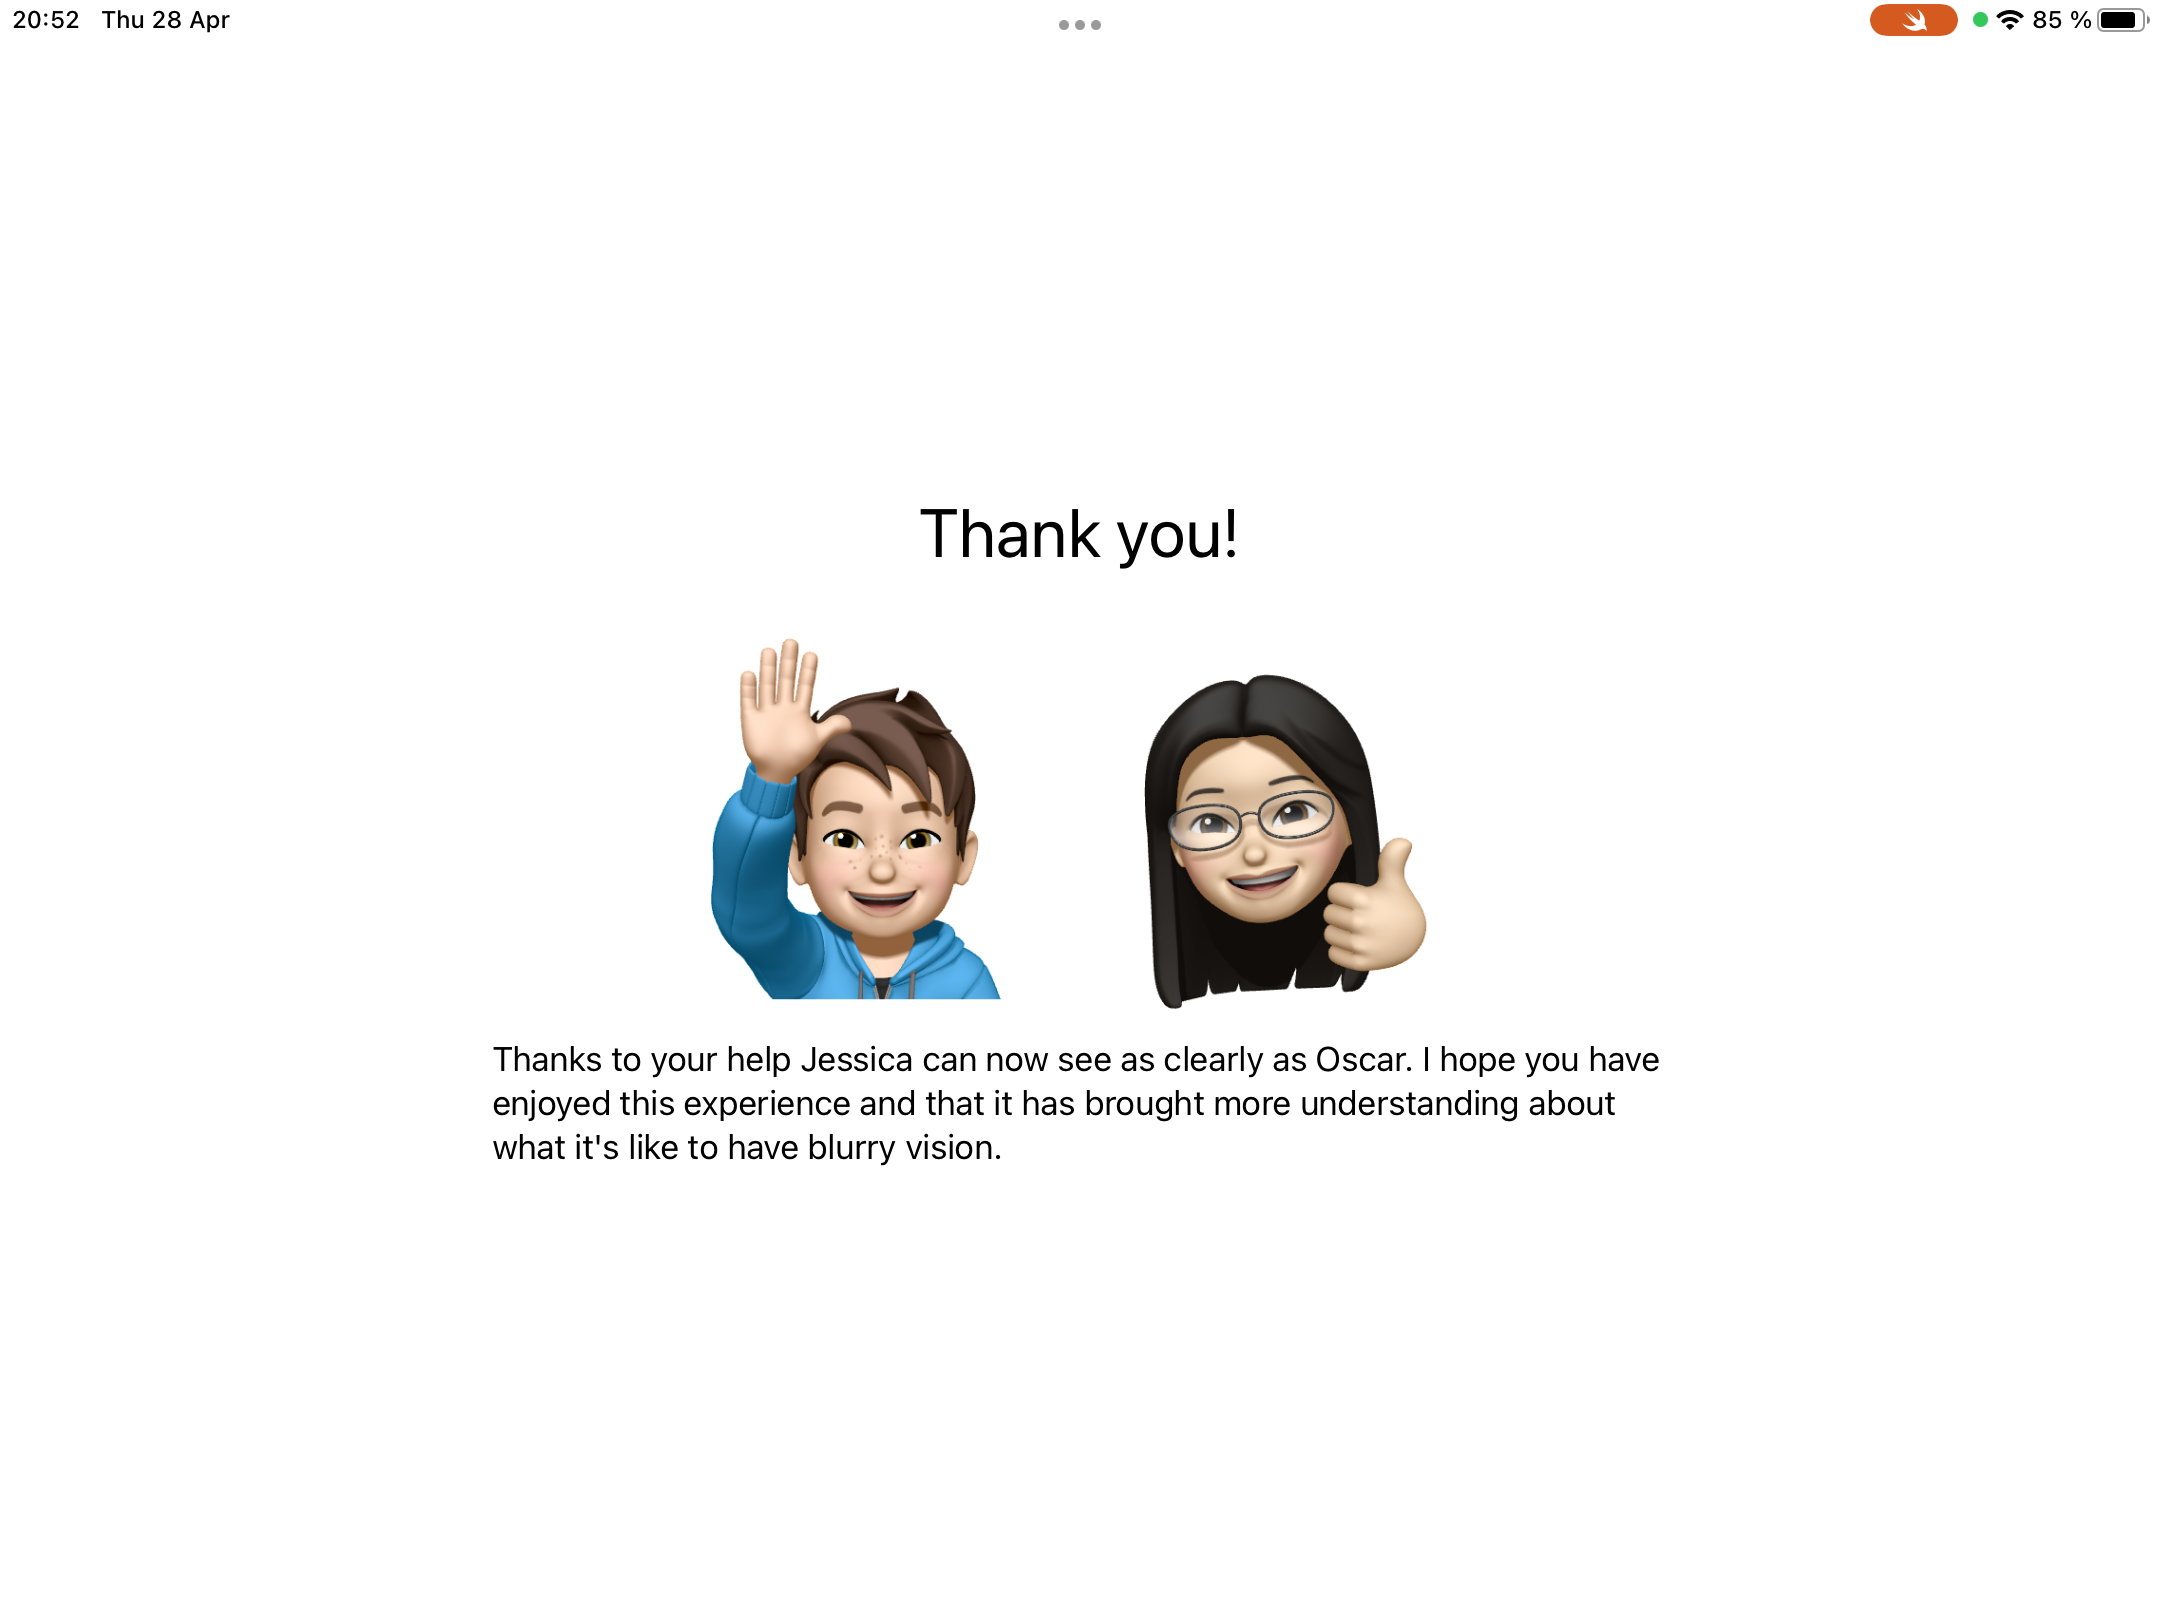 20:52 Thu 28 Apr
85 %
Thank you!
Thanks to your help Jessica can now see as clearly as Oscar. I hope you have
enjoyed this experience and that it has brought more understanding about
what it's like to have blurry vision.